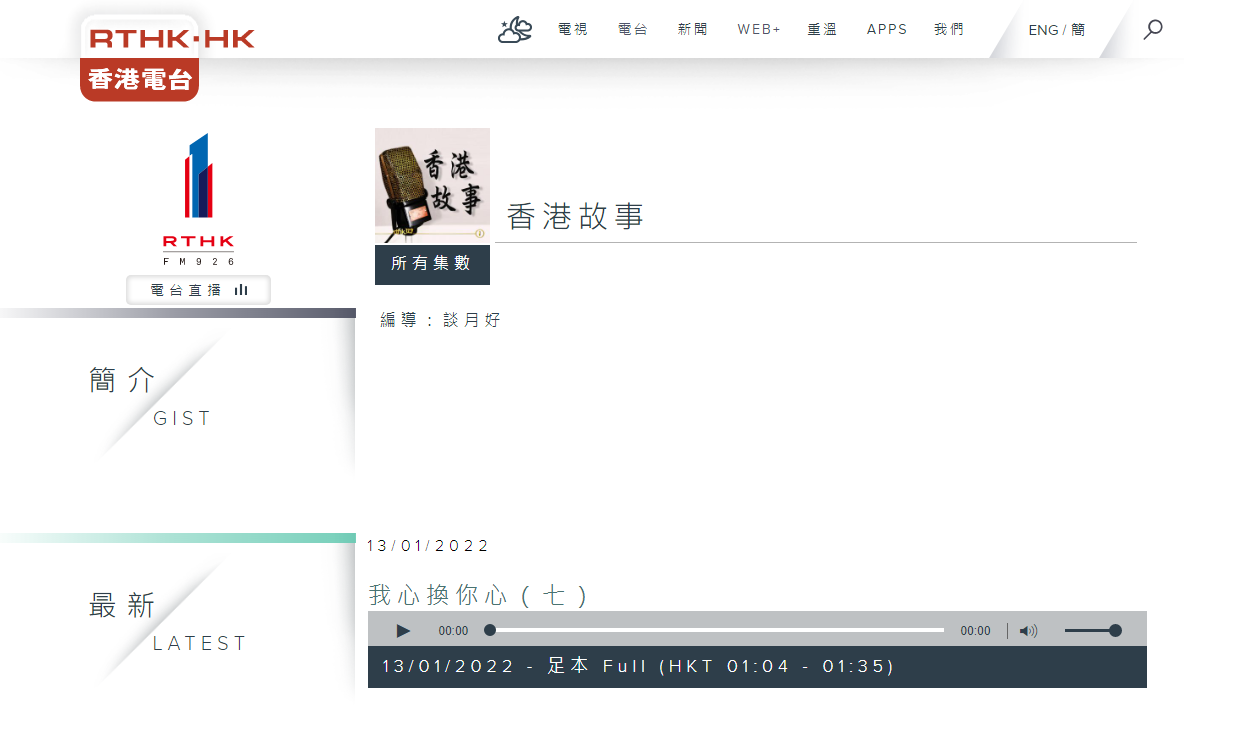 RTHK·HK
香港電台
電視 電台 新聞 WEB+ 重溫 APPS 我們 ENG / 簡
RTHK
FM926
電台直播
香港
故事
香港故事
所有集數
編導：談月好
簡介
GIST
13/01/2022
最新
LATEST
我心換你心（七）
00:00 00:00
13/01/2022 - 足本 Full (HKT 01:04 - 01:35)